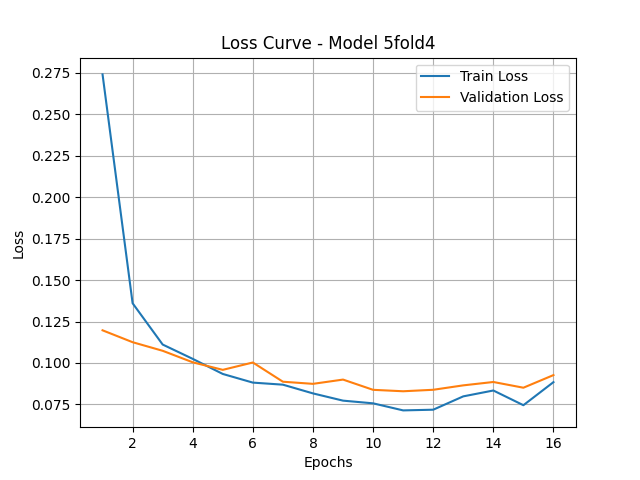 Loss Curve - Model 5fold4
Train Loss
Validation Loss
0.275
0.250
0.225
0.200
0.175
0.150
0.125
0.100
0.075
Loss
2 4 6 8 10 12 14 16
Epochs